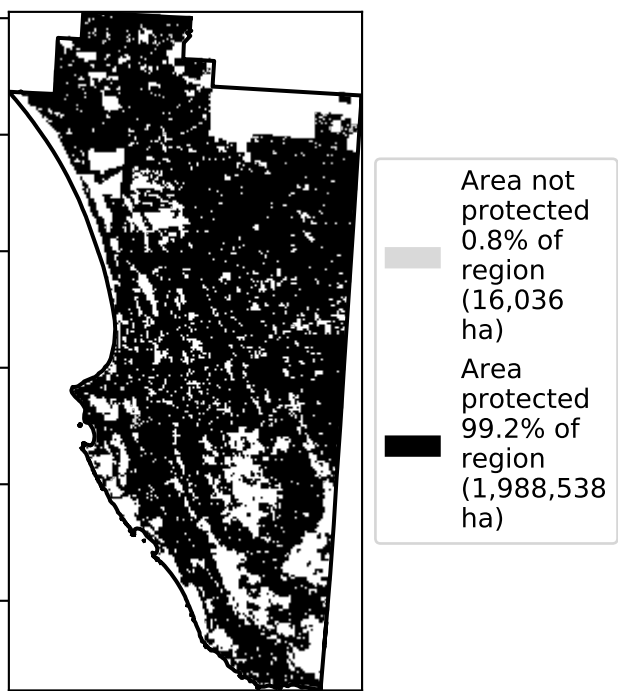 Area not
protected
0.8% of
region
(16,036
ha)
Area
protected
99.2% of
region
(1,988,538
ha)